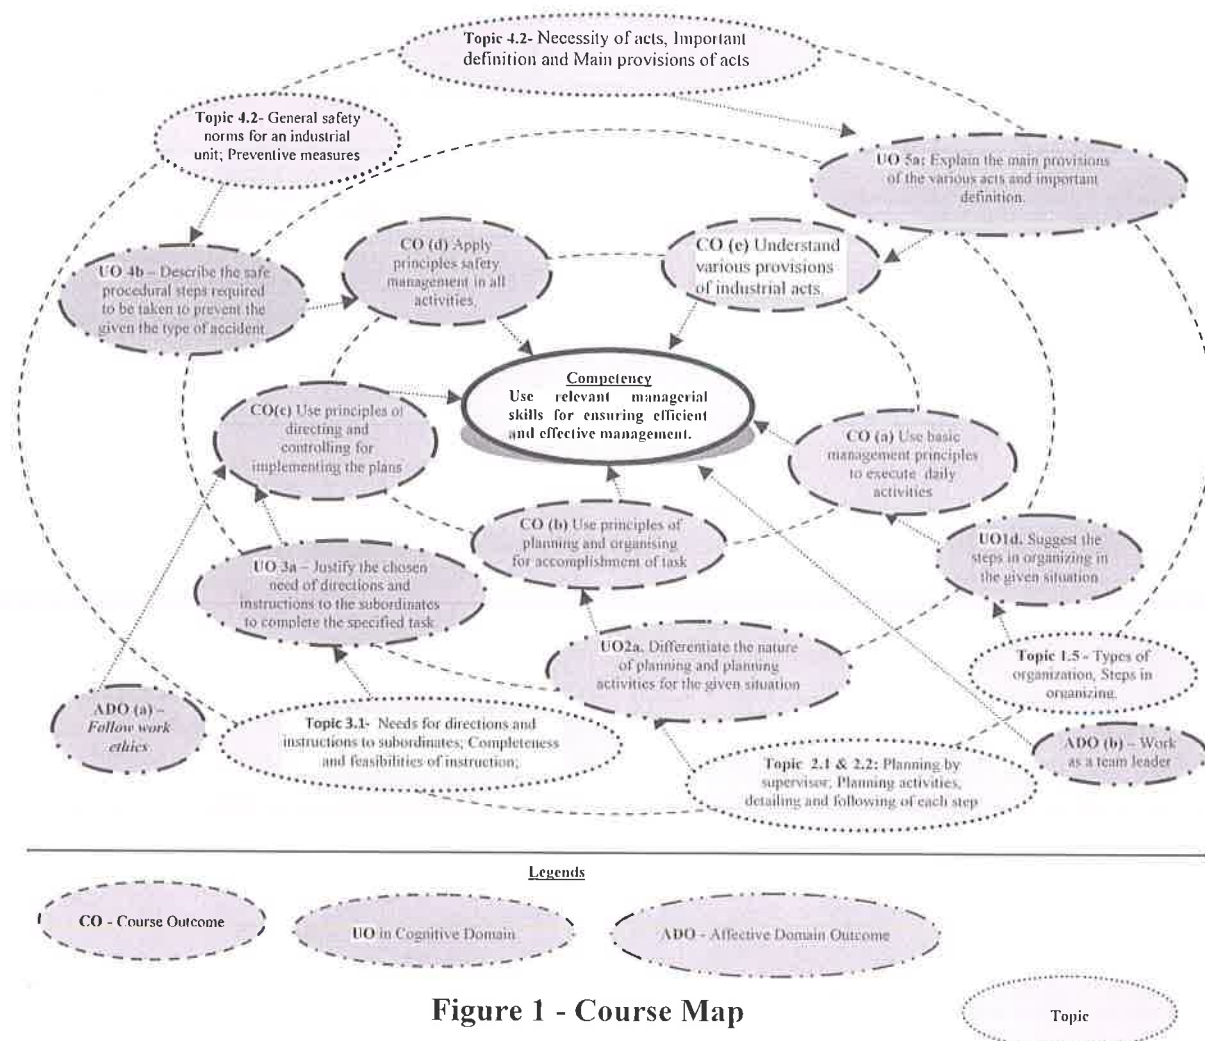 Topic 4.2- Necessity of acts, Important
definition and Main provisions of acts
Topic 4.2- General safety
norms for an industrial
unit; Preventive measures
UO 5a: Explain the main provisions
of the various acts and important
definition.
UO 4b – Describe the safe
procedural steps required
to be taken to prevent the
given the type of accident.
CO (d) Apply
principles safety
management in all
activities.
CO (e) Understand
various provisions
of industrial acts.
Competency
Use relevant managerial
skills for ensuring efficient
and effective management.
CO(c) Use principles of
directing and
controlling for
implementing the plans
CO (a) Use basic
management principles
to execute daily
activities
CO (b) Use principles of
planning and organising
for accomplishment of task
UO1d. Suggest the
steps in organizing in
the given situation
UO 3a – Justify the chosen
need of directions and
instructions to the subordinates
to complete the specified task
UO2a. Differentiate the nature
of planning and planning
activities for the given situation
Topic 1.5 - Types of
organization, Steps in
organizing.
ADO (a) –
Follow work
ethics
Topic 3.1- Needs for directions and
instructions to subordinates; Completeness
and feasibilities of instruction;
Topic 2.1 & 2.2: Planning by
supervisor; Planning activities,
detailing and following of each step
ADO (b) – Work
as a team leader
Legends
CO - Course Outcome
UO in Cognitive Domain
ADO - Affective Domain Outcome
Topic
Figure 1 - Course Map